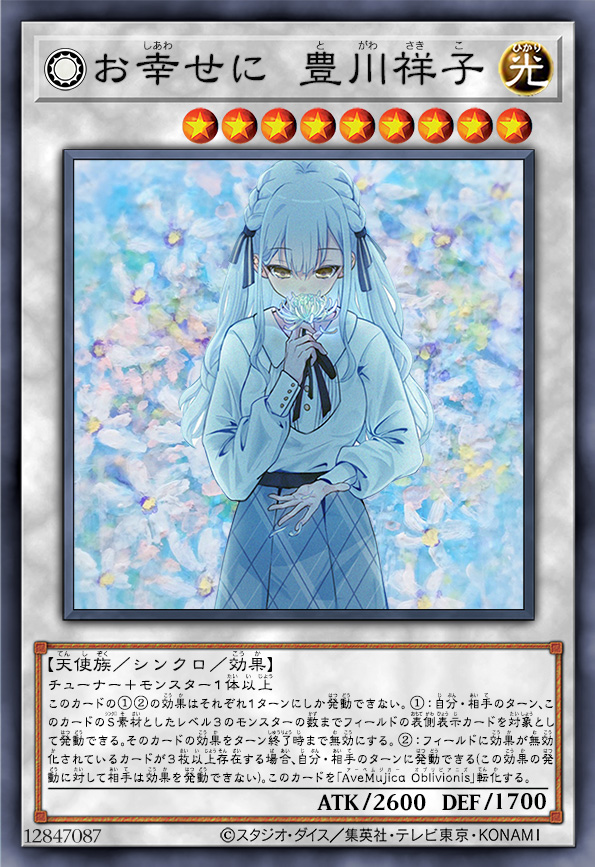 お幸せに 豊川祥子
光
【天使族／シンクロ／効果】
チューナー＋モンスター１体以上
このカードの①②の効果はそれぞれ1ターンにしか発動できない。①：自分・相手のターン、こ
のカードのS素材としたレベル３のモンスターの数までフィールドの表側表示カードを対象とし
て発動できる。そのカードの効果をターン終了時まで無効にする。②：フィールドに効果が無効
化されているカードが３枚以上存在する場合、自分・相手のターンに発動できる（この効果の発
動に対して相手は効果を発動できない）。このカードを「AveMujica Oblivionis」転化する。
ATK/2600 DEF/1700
12847087 ©スタジオ・ダイス／集英社・テレビ東京・KONAMI